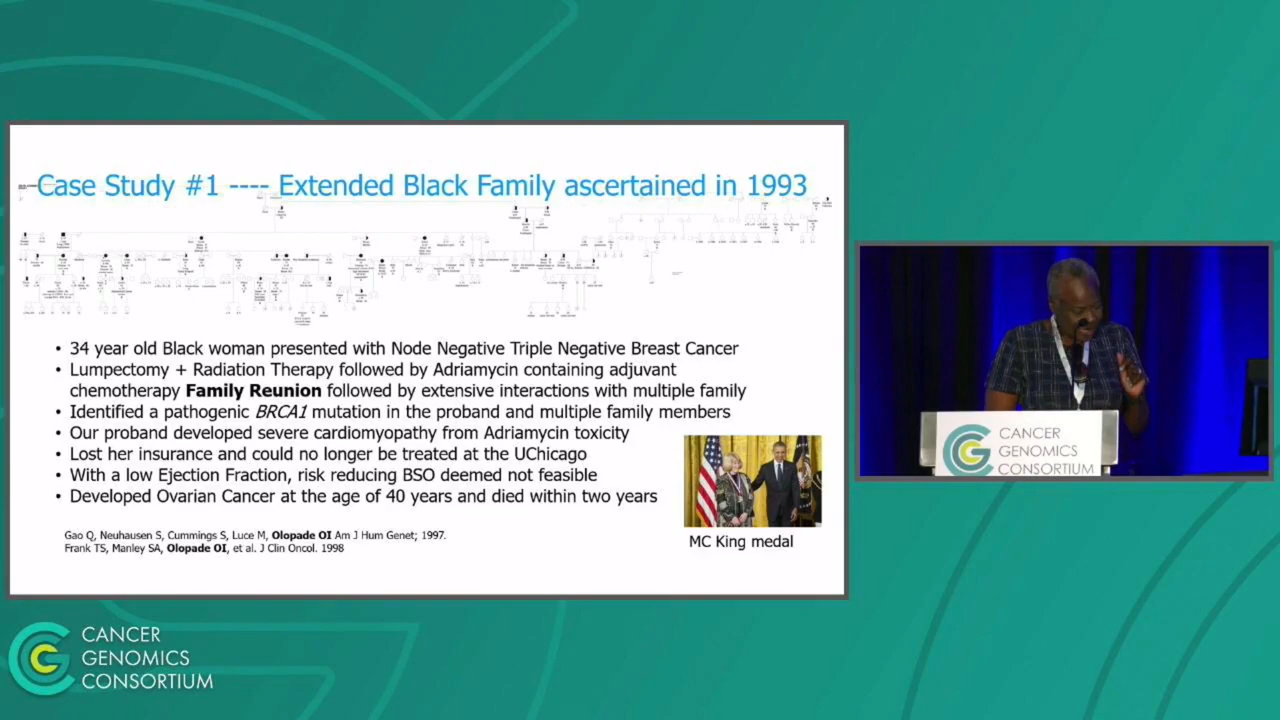 Case Study #1 ---- Extended Black Family ascertained in 1993
• 34 year old Black woman presented with Node Negative Triple Negative Breast Cancer
• Lumpectomy + Radiation Therapy followed by Adriamycin containing adjuvant
chemotherapy Family Reunion followed by extensive interactions with multiple family
• Identified a pathogenic BRCA1 mutation in the proband and multiple family members
• Our proband developed severe cardiomyopathy from Adriamycin toxicity
• Lost her insurance and could no longer be treated at the UChicago
• With a low Ejection Fraction, risk reducing BSO deemed not feasible
• Developed Ovarian Cancer at the age of 40 years and died within two years
Gao Q, Neuhausen S, Cummings S, Luce M, Olopade OI Am J Hum Genet; 1997.
Frank TS, Manley SA, Olopade OI, et al. J Clin Oncol. 1998
MC King medal
CANCER
GENOMICS
CONSORTIUM
CANCER
GENOMICS
CONSORTIUM